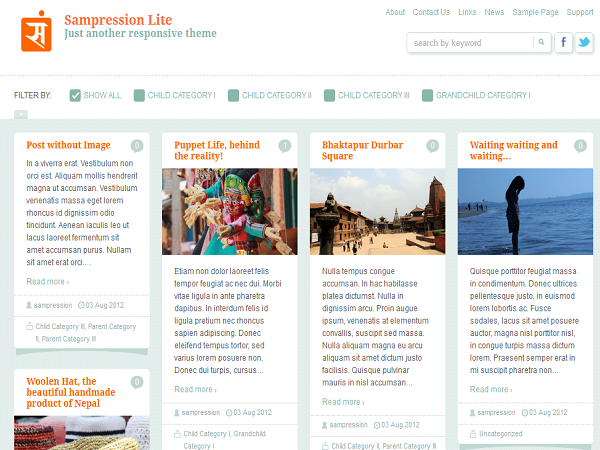 सं
Sampression Lite
Just another responsive theme
About Contact Us Links News Sample Page Support
search by keyword
f
FILTER BY: SHOW ALL CHILD CATEGORY I CHILD CATEGORY II CHILD CATEGORY III GRANDCHILD CATEGORY I
Post without Image
0
In a viverra erat. Vestibulum non
orci est. Aliquam mollis hendrerit
magna ut accumsan. Vestibulum
venenatis massa eget lorem
rhoncus id dignissim odio
tincidunt. Aenean iaculis leo ut
lacus laoreet fermentum sit
amet accumsan purus. Nullam
sit amet erat orci....
Read more ›
sampression 03 Aug 2012
Child Category III, Parent Category
II, Parent Category III
Woolen Hat, the
beautiful handmade
product of Nepal
0
Puppet Life, behind
the reality!
1
Etiam non dolor laoreet felis
tempor feugiat ac nec dui. Morbi
vitae ligula in ante pharetra
dapibus. In interdum felis id
ligula pretium nec rhoncus
sapien adipiscing. Donec
eleifend tempus tortor, sed
varius lorem posuere non.
Donec dui turpis, cursus...
Read more ›
sampression 03 Aug 2012
Child Category I, Grandchild
Category I
Bhaktapur Durbar
Square
0
Nulla tempus congue
accumsan. In hac habitasse
platea dictumst. Nulla in
dignissim arcu. Proin augue
ipsum, venenatis at elementum
convallis, suscipit sed massa.
Nulla aliquam magna eu arcu
aliquam sit amet dictum justo
facilisis. Quisque pulvinar
mauris in nisl accumsan...
Read more ›
sampression 03 Aug 2012
Child Category II, Parent Category III
Waiting waiting and
waiting...
0
Quisque porttitor feugiat massa
in condimentum. Donec ultrices
pellentesque justo, in euismod
lorem lobortis ac. Fusce
sodales, lacus sit amet posuere
auctor, magna nisl porttitor nisl,
in congue turpis massa dictum
lorem. Praesent semper erat in
mi suscipit pharetra non...
Read more ›
sampression 03 Aug 2012
Uncategorized